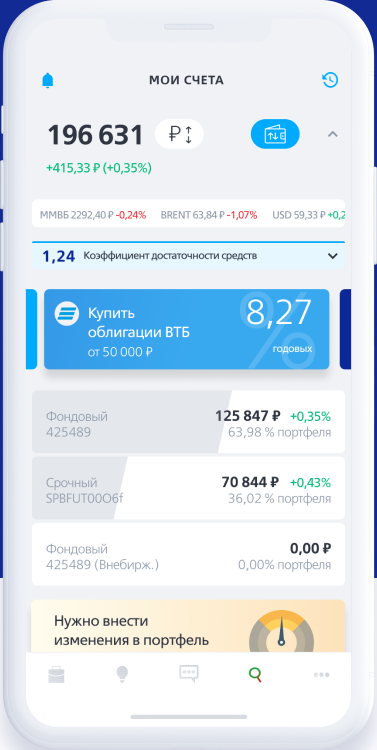 МОИ СЧЕТА
196 631 ₽
+415,33 ₽ (+0,35%)
ММВБ 2292,40 ₽ -0,24% BRENT 63,84 ₽ -1,07% USD 59,33 ₽ +0,2
1,24 Коэффициент достаточности средств
Купить
облигации ВТБ
от 50 000 ₽
8,27
%
годовых
Фондовый 125 847 ₽ +0,35%
425489 63,98 % портфеля
Срочный 70 844 ₽ +0,43%
SPBFUT00O6f 36,02 % портфеля
Фондовый 0,00 ₽
425489 (Внебирж.) 0,00% портфеля
Нужно внести
изменения в портфель